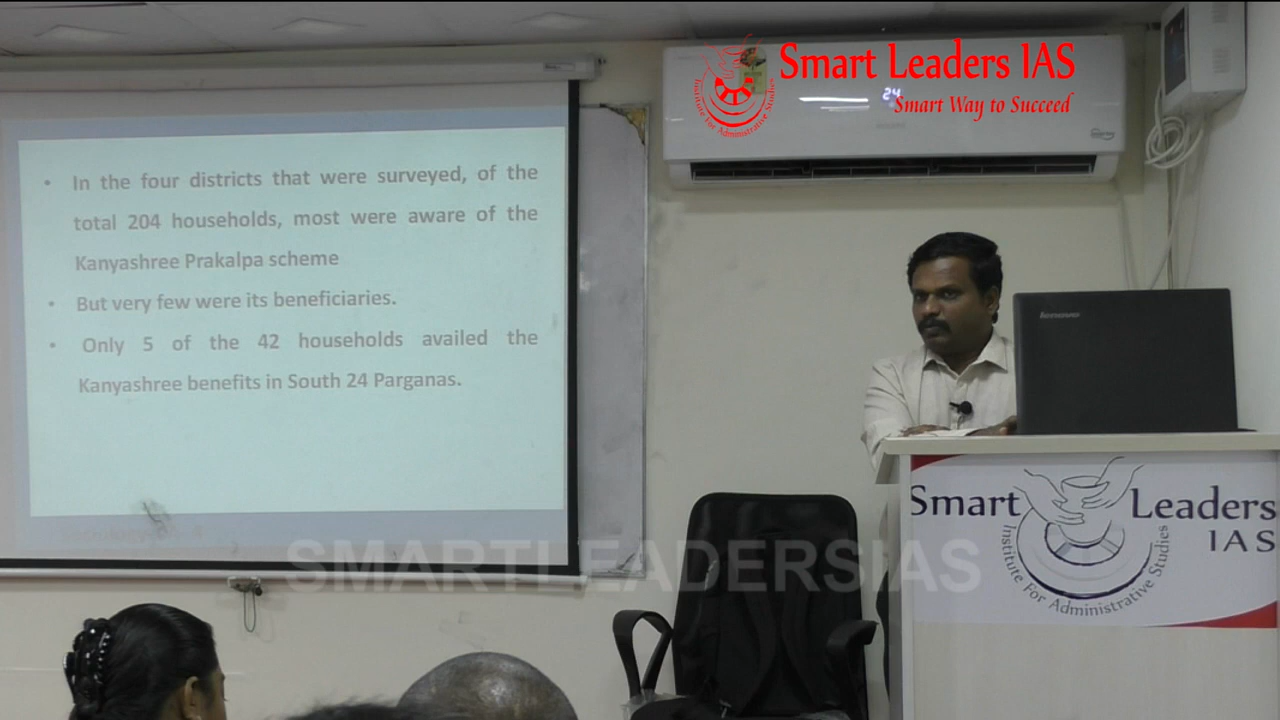 Smart Leaders IAS
Smart Way to Succeed
Institute For Administrative Studies
24
• In the four districts that were surveyed, of the
total 204 households, most were aware of the
Kanyashree Prakalpa scheme
• But very few were its beneficiaries.
• Only 5 of the 42 households availed the
Kanyashree benefits in South 24 Parganas.
lenovo
Smart Leaders
IAS
Institute For Administrative Studies
SMARTLEADERSIAS